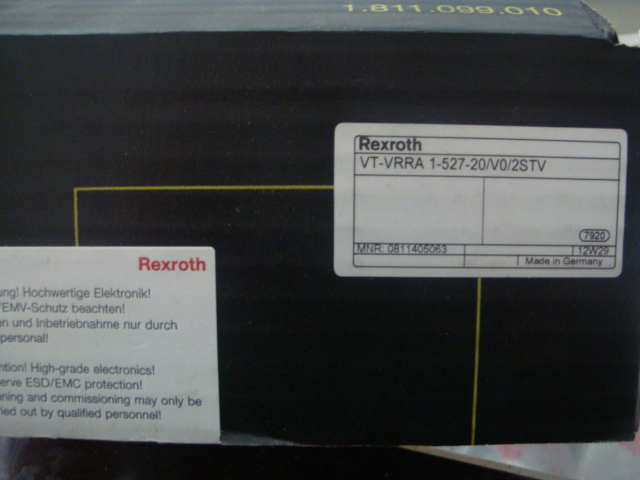 1.811.099.010
Rexroth
VT-VRRA 1-527-20/V0/2STV
7920
MNR: 0811405063
12W29
Made in Germany
Rexroth
ung! Hochwertige Elektronik!
/EMV-Schutz beachten!
en und Inbetriebnahme nur durch
personal!
ntion! High-grade electronics!
erve ESD/EMC protection!
ning and commissioning may only be
ried out by qualified personnel!